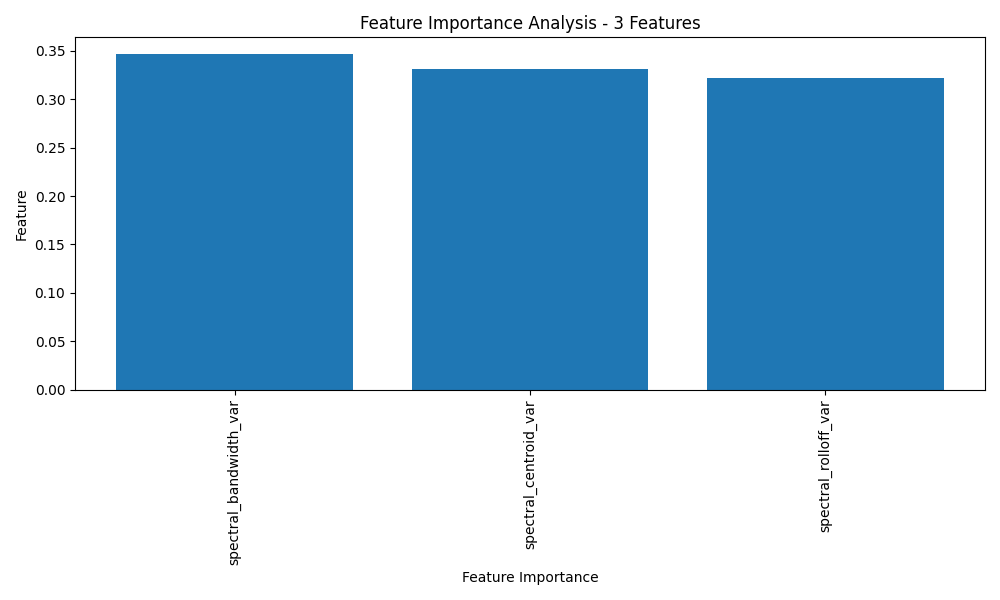 Feature Importance Analysis - 3 Features
Feature
0.35
0.30
0.25
0.20
0.15
0.10
0.05
0.00
spectral_bandwidth_var
spectral_centroid_var
spectral_rolloff_var
Feature Importance